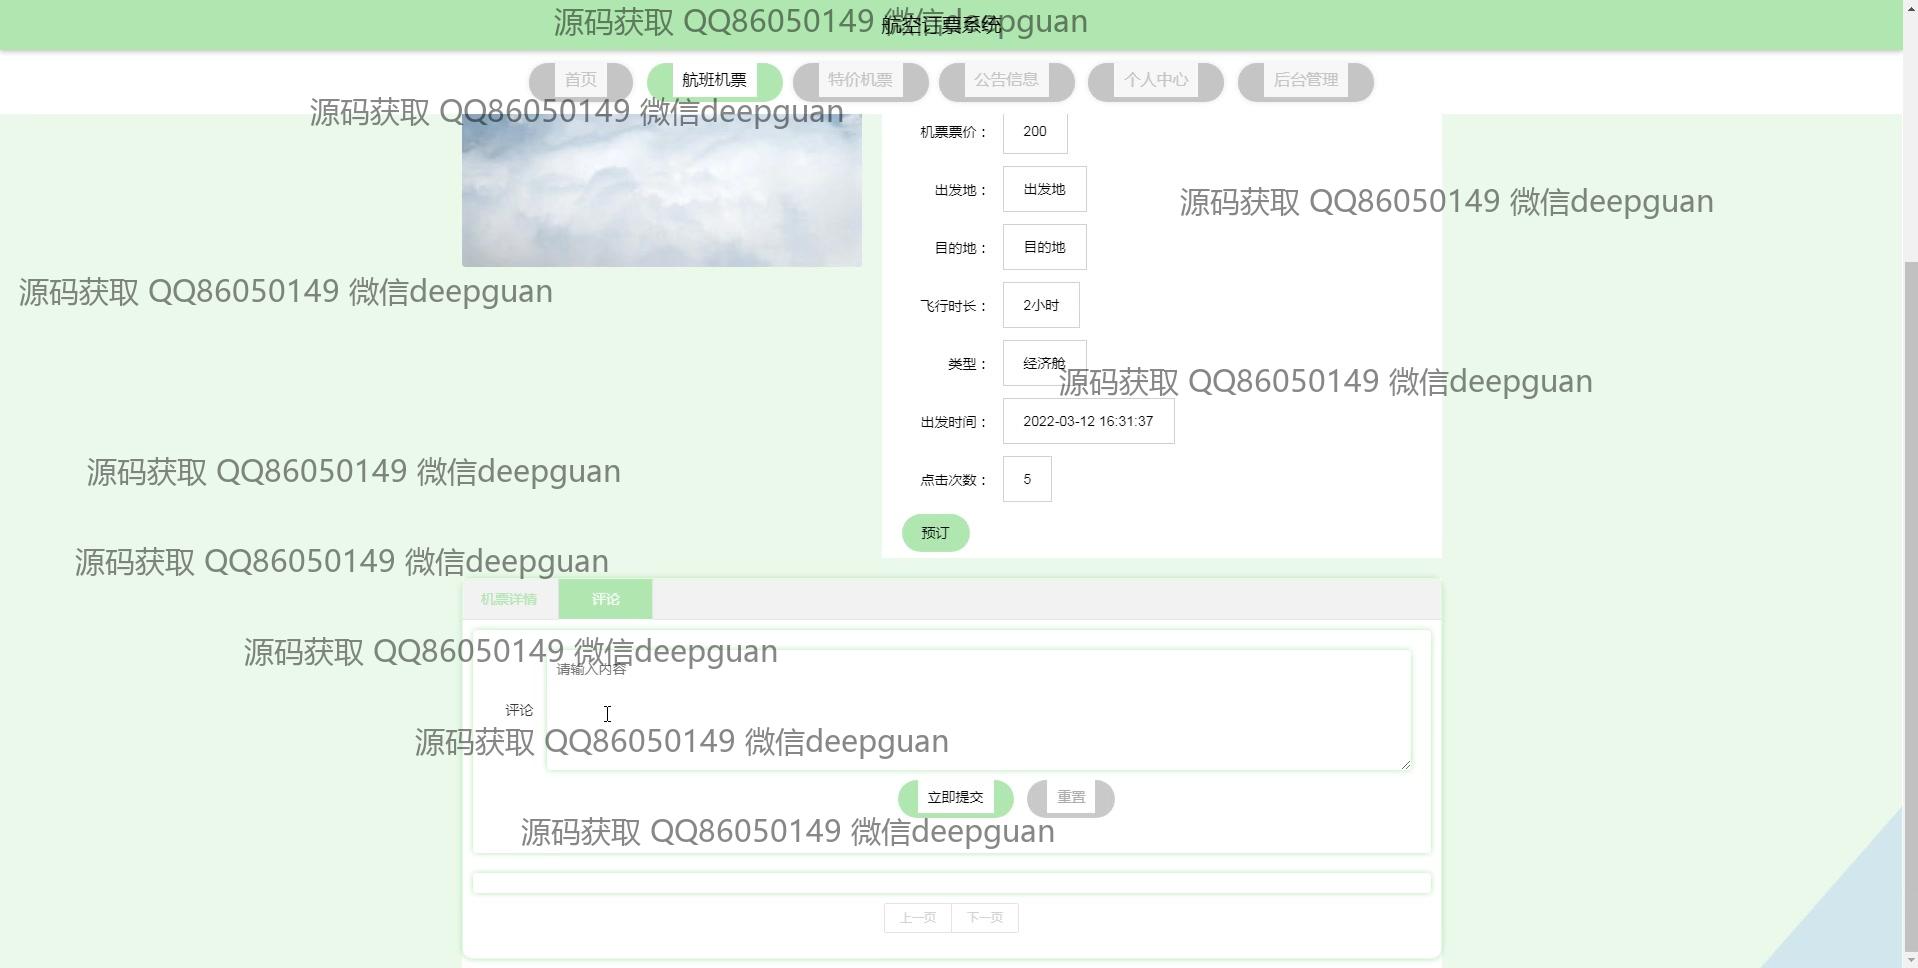 源码获取 QQ86050149 微信deepguan
航空订票系统
首页 航班机票 特价机票 公告信息 个人中心 后台管理
源码获取 QQ86050149 微信deepguan
机票票价： 200
出发地： 出发地
源码获取 QQ86050149 微信deepguan
目的地： 目的地
源码获取 QQ86050149 微信deepguan
飞行时长： 2小时
类型： 经济舱
源码获取 QQ86050149 微信deepguan
出发时间： 2022-03-12 16:31:37
源码获取 QQ86050149 微信deepguan
点击次数： 5
预订
源码获取 QQ86050149 微信deepguan
机票详情 评论
源码获取 QQ86050149 微信deepguan
请输入内容
评论
源码获取 QQ86050149 微信deepguan
立即提交 重置
源码获取 QQ86050149 微信deepguan
上一页 下一页